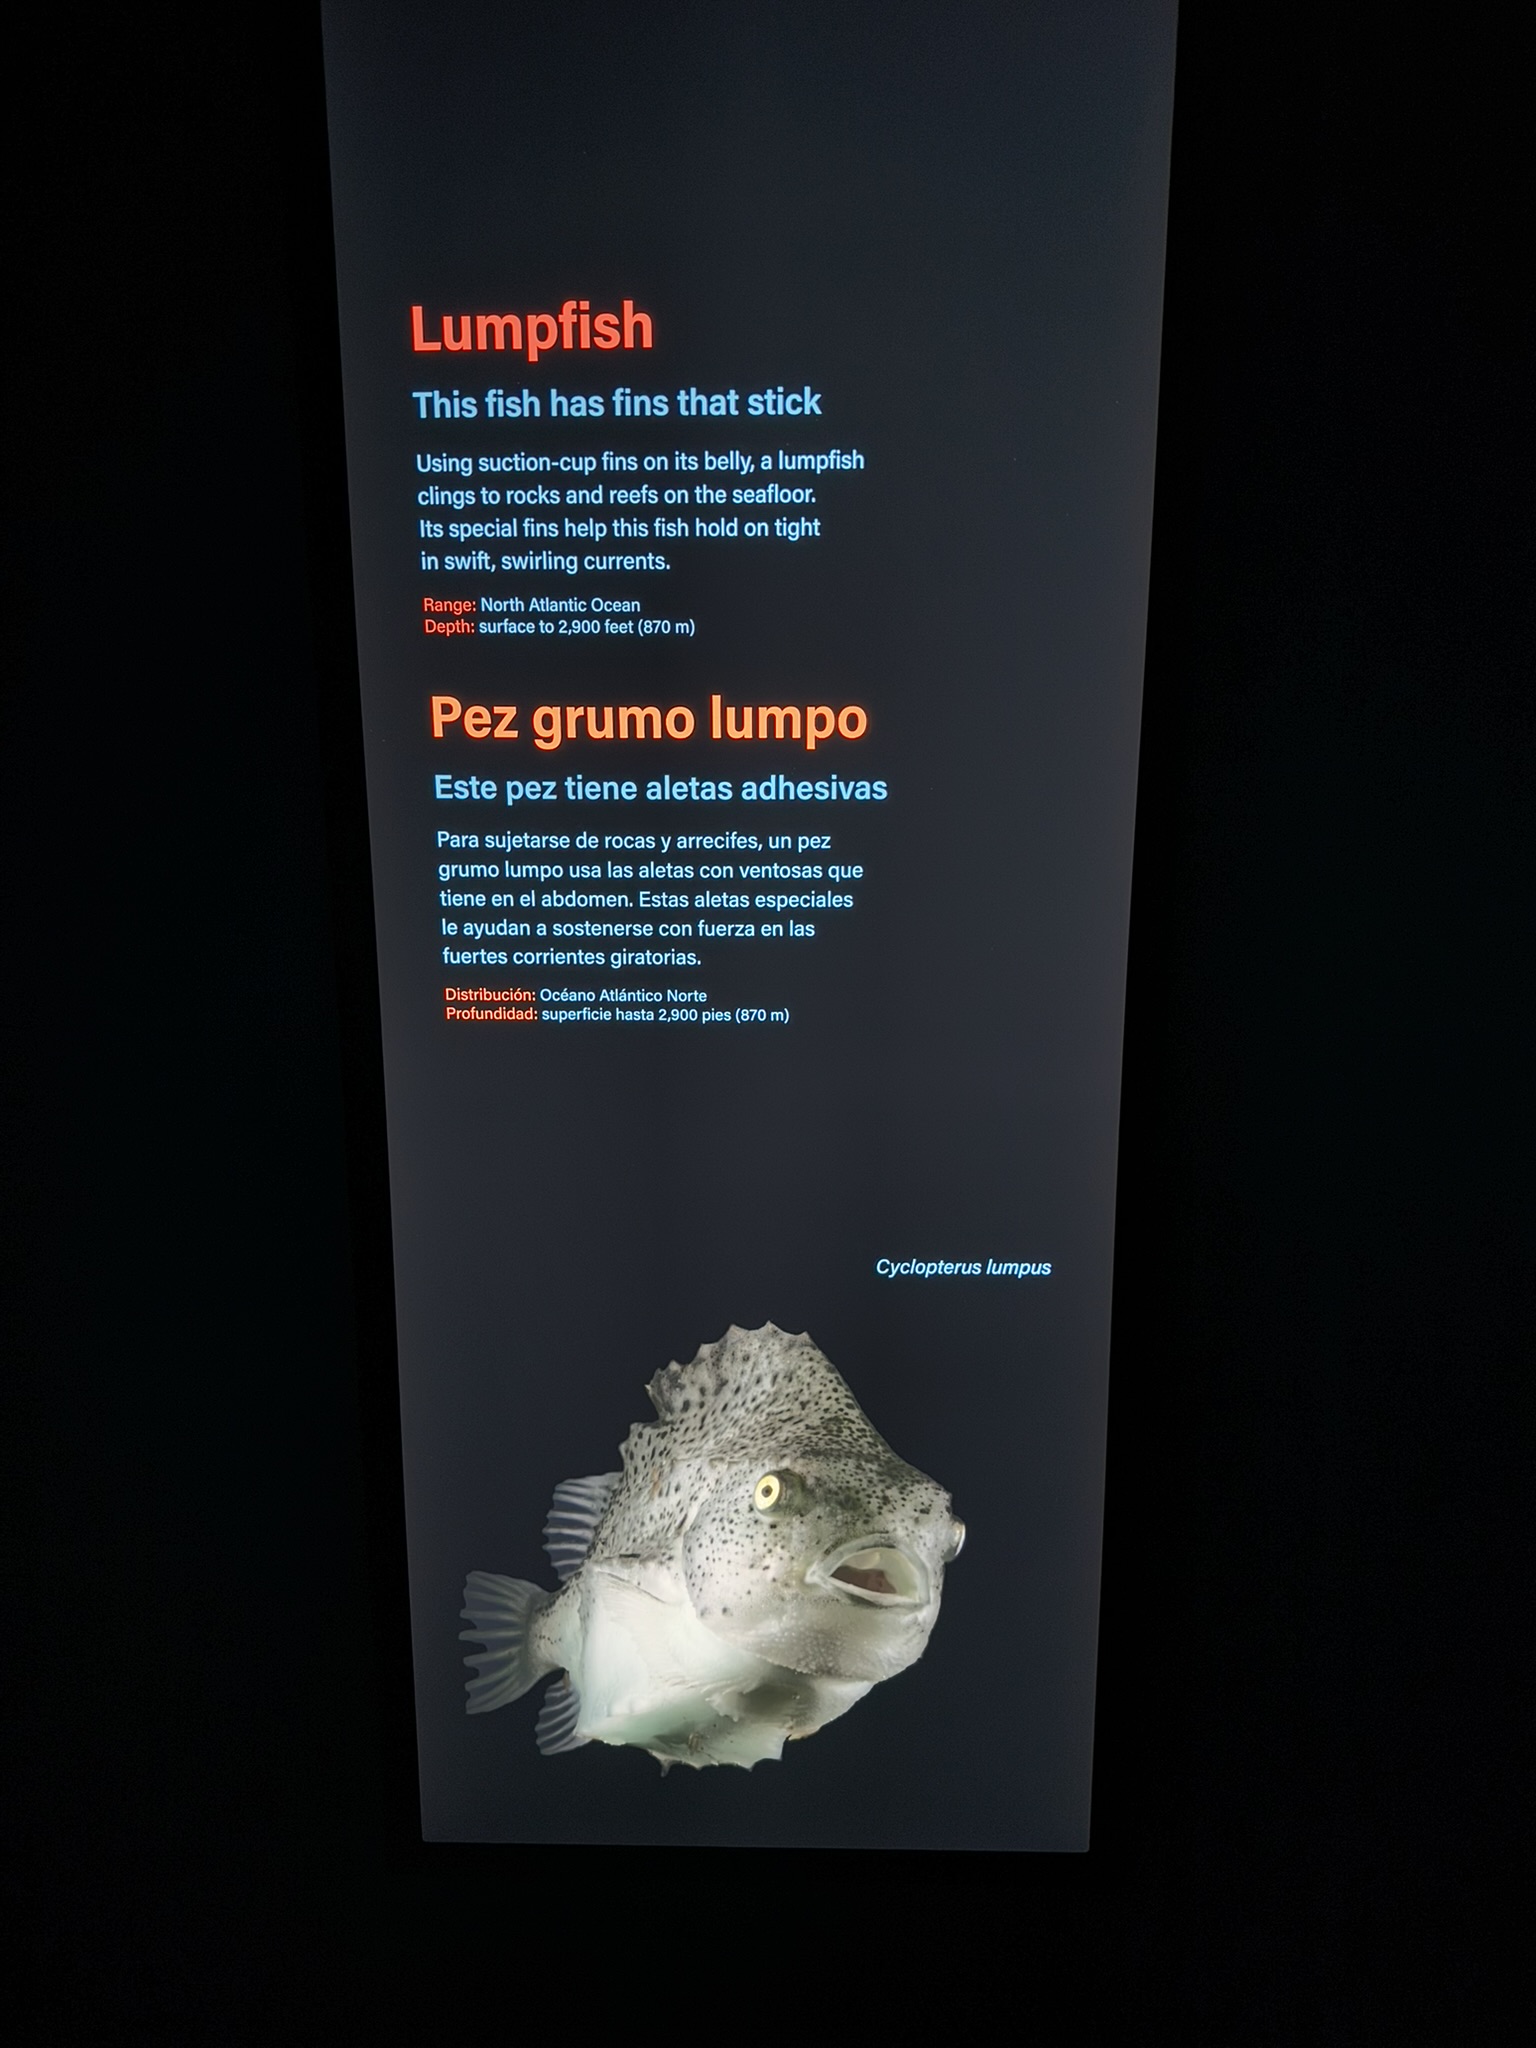 Lumpfish
This fish has fins that stick
Using suction-cup fins on its belly, a lumpfish
clings to rocks and reefs on the seafloor.
Its special fins help this fish hold on tight
in swift, swirling currents.
Range: North Atlantic Ocean
Depth: surface to 2,900 feet (870 m)
Pez grumo lumpo
Este pez tiene aletas adhesivas
Para sujetarse de rocas y arrecifes, un pez
grumo lumpo usa las aletas con ventosas que
tiene en el abdomen. Estas aletas especiales
le ayudan a sostenerse con fuerza en las
fuertes corrientes giratorias.
Distribución: Océano Atlántico Norte
Profundidad: superficie hasta 2,900 pies (870 m)
Cyclopterus lumpus